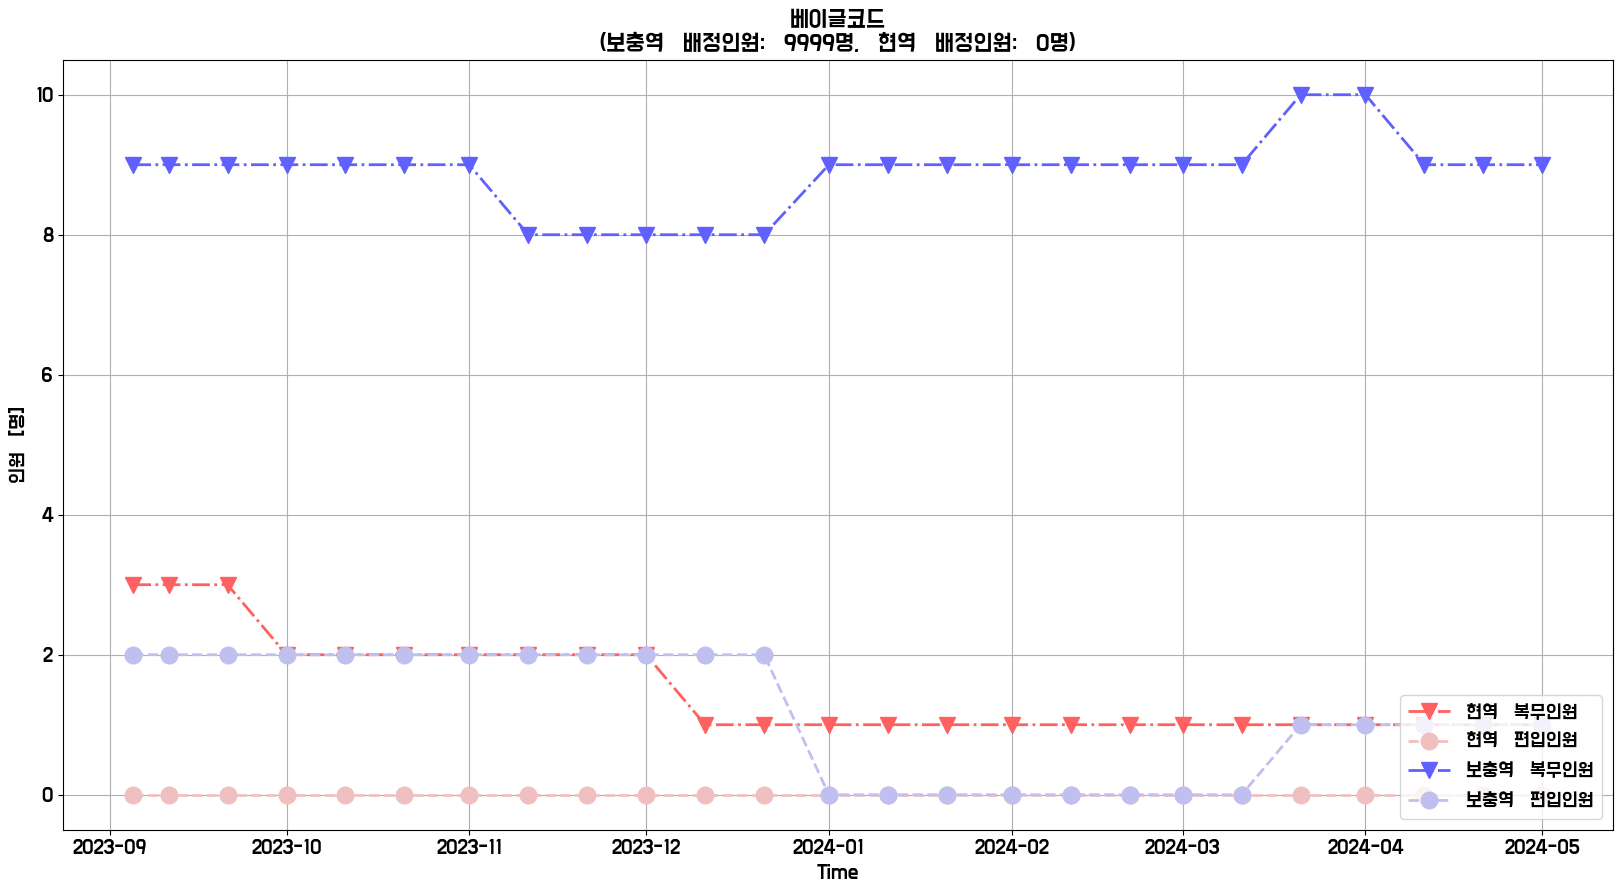 베이글코드
(보충역 배정인원: 9999명, 현역 배정인원: 0명)
10
8
6
4
2
0
인원 [명]
2023-09 2023-10 2023-11 2023-12 2024-01 2024-02 2024-03 2024-04 2024-05
Time
현역 복무인원
현역 편입인원
보충역 복무인원
보충역 편입인원